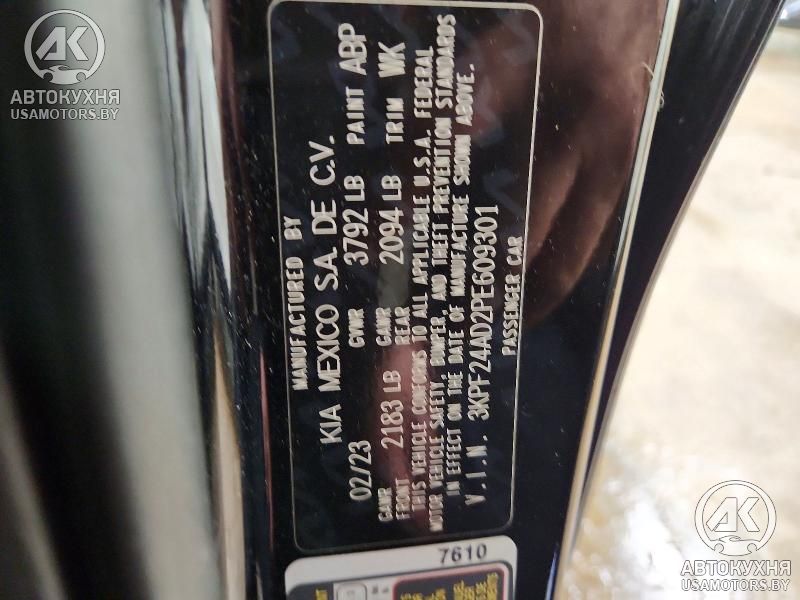 AK
АВТОКУХНЯ
USAMOTORS.BY
MANUFACTURED BY
KIA MEXICO S.A. DE C.V.
02/23 GVWR 3792 LB PAINT ABP
GAWR FRONT 2183 LB GAWR REAR 2094 LB TRIM WK
THIS VEHICLE CONFORMS TO ALL APPLICABLE U.S.A. FEDERAL
MOTOR VEHICLE SAFETY, BUMPER, AND THEFT PREVENTION STANDARDS
IN EFFECT ON THE DATE OF MANUFACTURE SHOWN ABOVE.
V.I.N. 3KPF24AD2PE609301
PASSENGER CAR
7610
AK
АВТОКУХНЯ
USAMOTORS.BY